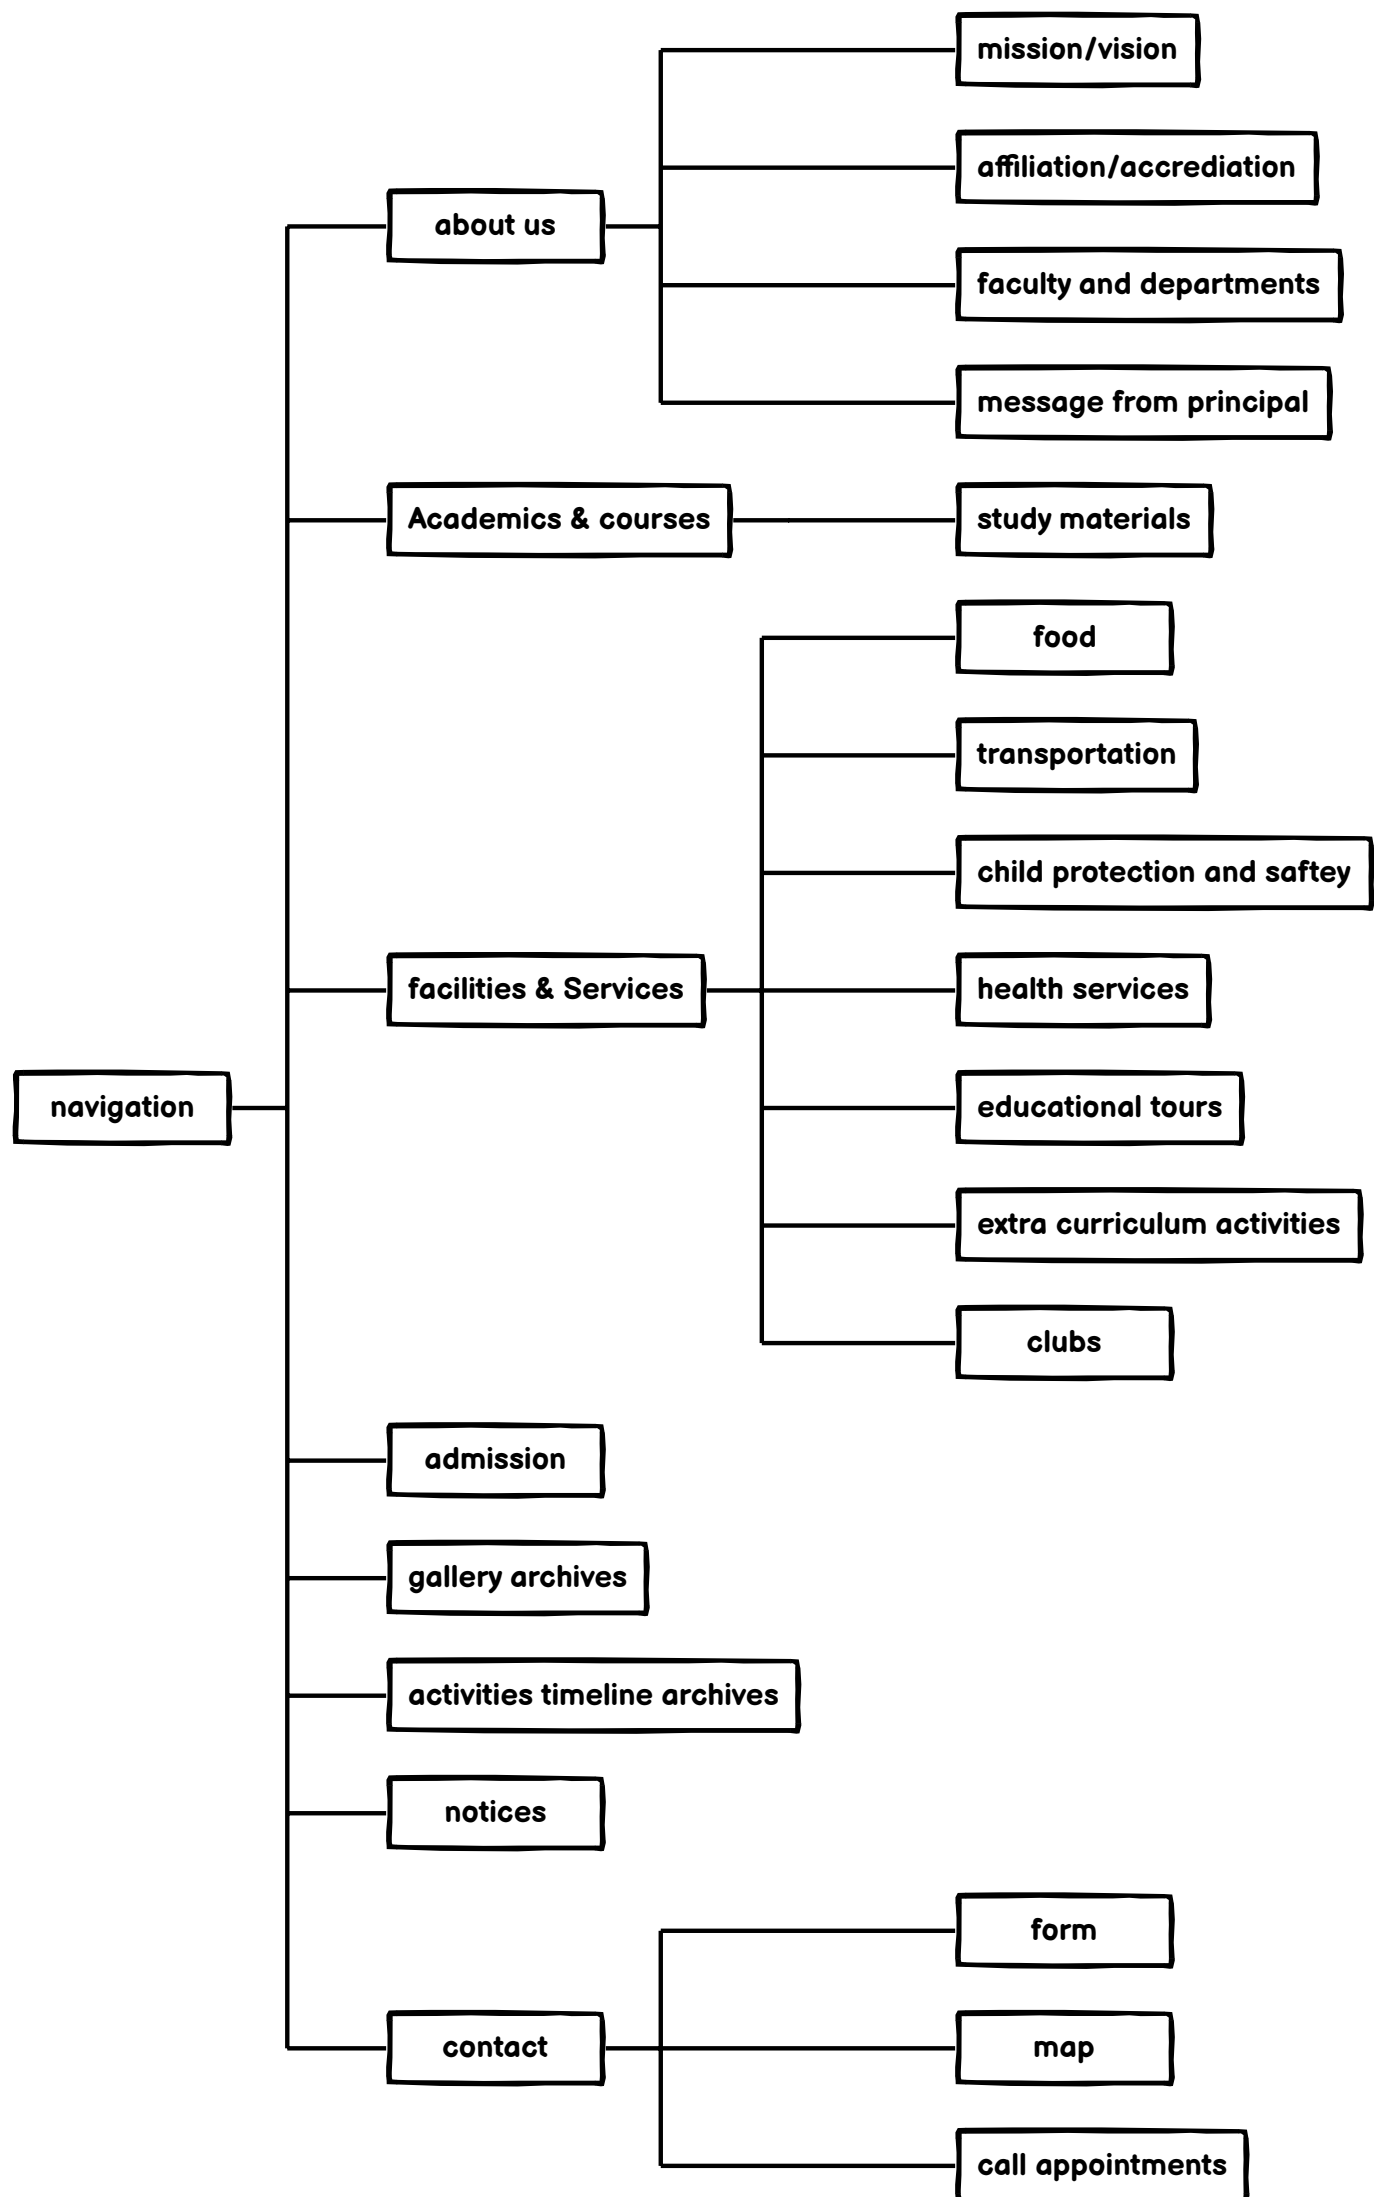 navigation
about us
mission/vision
affiliation/accrediation
faculty and departments
message from principal
Academics & courses
study materials
facilities & Services
food
transportation
child protection and saftey
health services
educational tours
extra curriculum activities
clubs
admission
gallery archives
activities timeline archives
notices
contact
form
map
call appointments